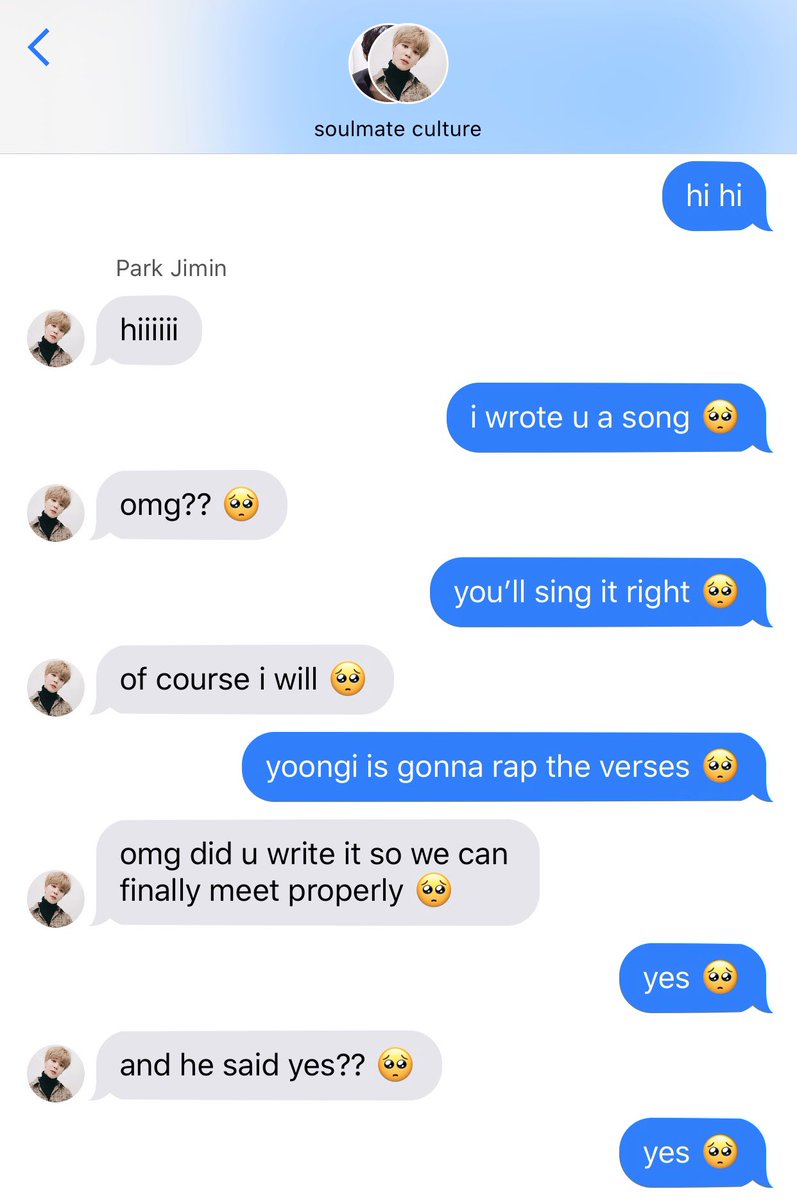 soulmate culture
hi hi
Park Jimin
hiiiiii
i wrote u a song 🥺
omg?? 🥺
you’ll sing it right 🥺
of course i will 🥺
yoongi is gonna rap the verses 🥺
omg did u write it so we can
finally meet properly 🥺
yes 🥺
and he said yes?? 🥺
yes 🥺